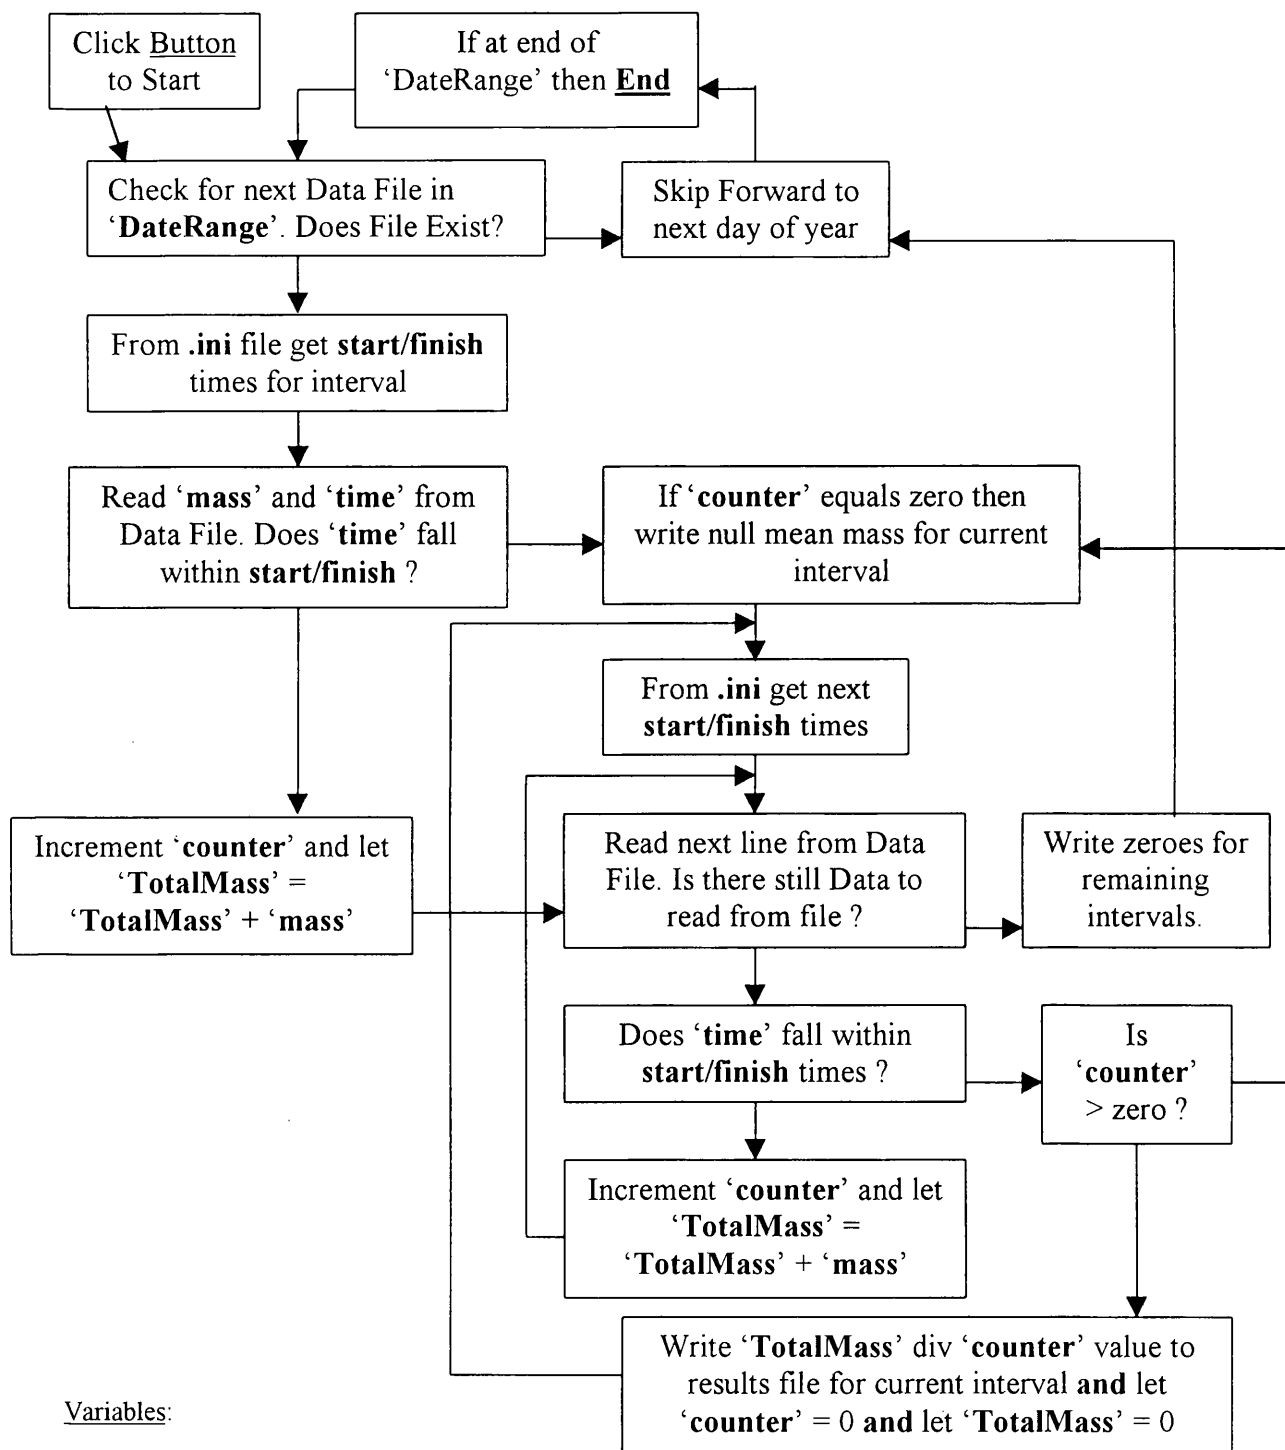 Click Button
to Start
If at end of
‘DateRange’ then End
Check for next Data File in
‘DateRange’. Does File Exist?
Skip Forward to
next day of year
From .ini file get start/finish
times for interval
Read ‘mass’ and ‘time’ from
Data File. Does ‘time’ fall
within start/finish ?
If ‘counter’ equals zero then
write null mean mass for current
interval
From .ini get next
start/finish times
Increment ‘counter’ and let
‘TotalMass’ =
‘TotalMass’ + ‘mass’
Read next line from Data
File. Is there still Data to
read from file ?
Write zeroes for
remaining
intervals.
Does ‘time’ fall within
start/finish times ?
Is
‘counter’
> zero ?
Increment ‘counter’ and let
‘TotalMass’ =
‘TotalMass’ + ‘mass’
Write ‘TotalMass’ div ‘counter’ value to
results file for current interval and let
‘counter’ = 0 and let ‘TotalMass’ = 0
Variables: